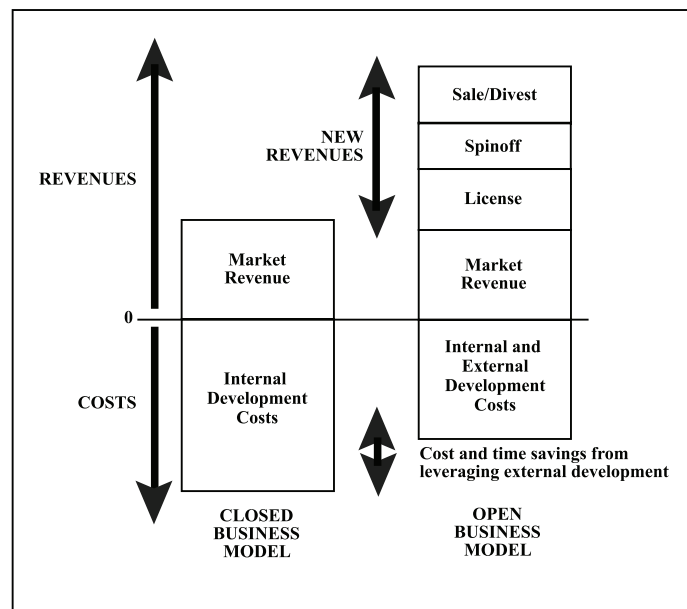 Sale/Divest
NEW
REVENUES
Spinoff
REVENUES
License
Market
Revenue
Market
Revenue
0
Internal
Development
Costs
Internal and
External
Development
Costs
COSTS
Cost and time savings from
leveraging external development
CLOSED
BUSINESS
MODEL
OPEN
BUSINESS
MODEL